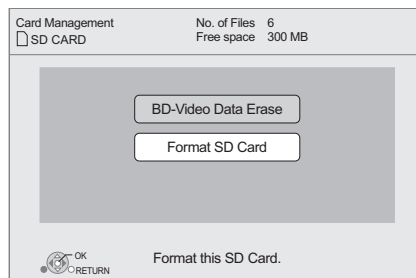 Card Management
SD CARD
No. of Files 6
Free space 300 MB
BD-Video Data Erase
Format SD Card
OK
RETURN
Format this SD Card.